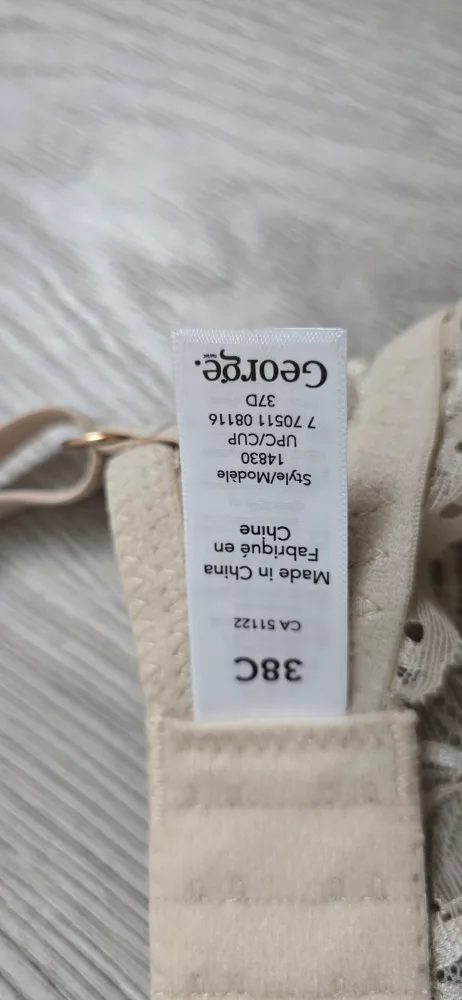 38C
CA 51122
Made in China
Fabriqué en
Chine
Style/Modèle
14830
UPC/CUP
7 70511 08116
37D
George.